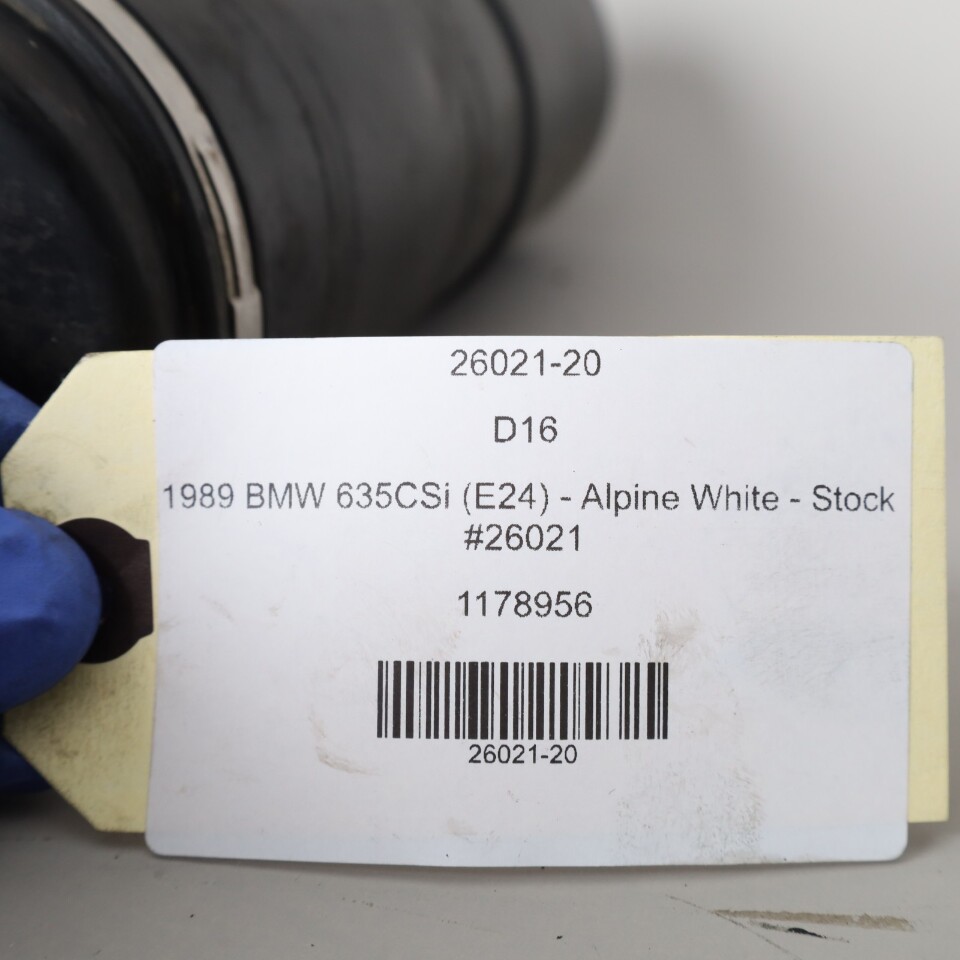 26021-20
D16
1989 BMW 635CSi (E24) - Alpine White - Stock
#26021
1178956
26021-20